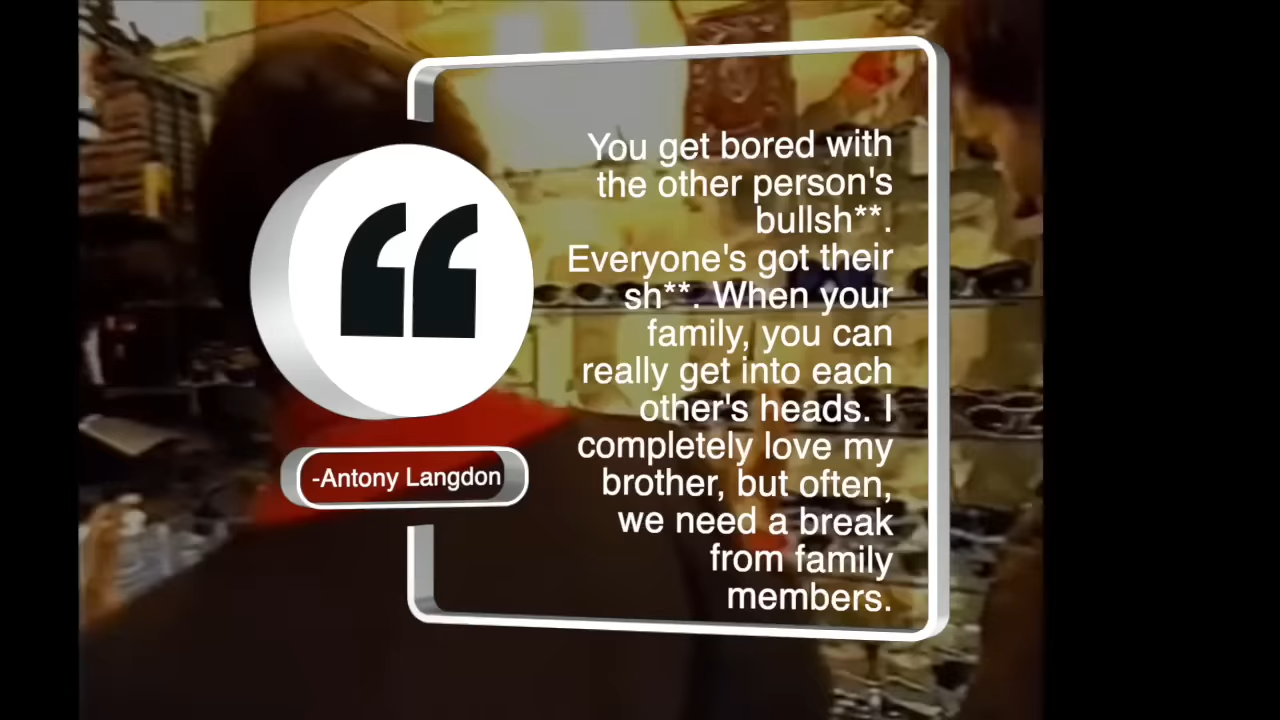 You get bored with
the other person's
bullsh**.
Everyone's got their
sh**. When your
family, you can
really get into each
other's heads. I
completely love my
brother, but often,
we need a break
from family
members.
-Antony Langdon